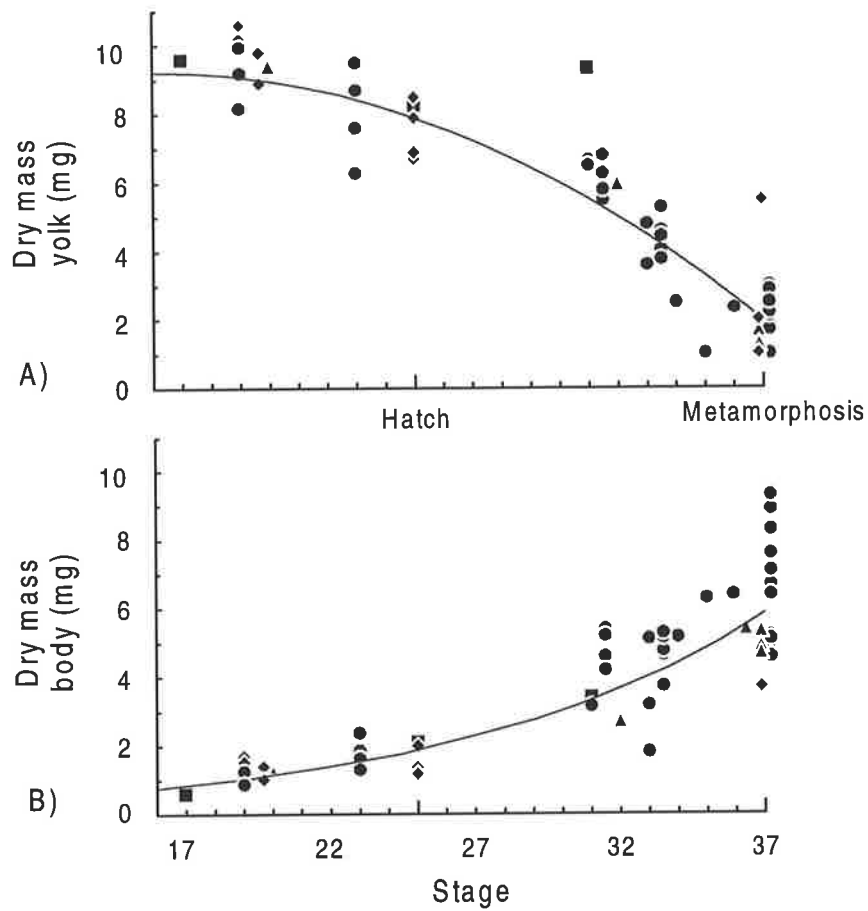 10
8
6
4
2
0
Dry mass
yolk (mg)
A)
Hatch
Metamorphosis
10
8
6
4
2
0
Dry mass
body (mg)
B)
17 22 27 32 37
Stage